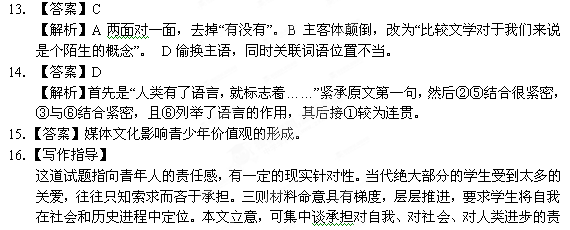 13. 【答案】C
【解析】A 两面对一面，去掉“有没有”。B 主客体颠倒，改为“比较文学对于我们来说
是个陌生的概念”。 D 偷换主语，同时关联词语位置不当。
14. 【答案】D
【解析】首先是“人类有了语言，就标志着……”紧承原文第一句，然后②⑤结合很紧密，
③与⑥结合紧密，且⑥列举了语言的作用，其后接①较为连贯。
15. 【答案】媒体文化影响青少年价值观的形成。
16. 【写作指导】
这道试题指向青年人的责任感，有一定的现实针对性。当代绝大部分的学生受到太多的
关爱，往往只知索求而吝于承担。三则材料命意具有梯度，层层推进，要求学生将自我
在社会和历史进程中定位。本文立意，可集中谈承担对自我、对社会、对人类进步的责